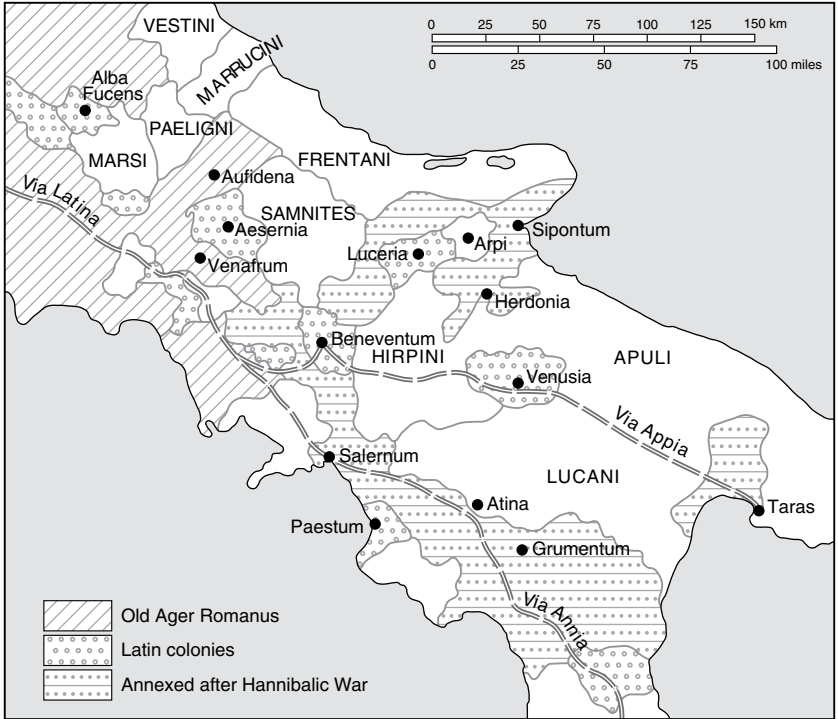 VESTINI
MARRUCINI
0 25 50 75 100 125 150 km
0 25 50 75 100 miles
Alba
Fucens
PAELIGNI
MARSI
FRENTANI
Aufidena
Via Latina
SAMNITES
Aesernia
Sipontum
Arpi
Luceria
Venafrum
Herdonia
Beneventum
HIRPINI
APULI
Venusia
Via Appia
Salernum
LUCANI
Atina
Taras
Paestum
Grumentum
Via Annia
Old Ager Romanus
Latin colonies
Annexed after Hannibalic War